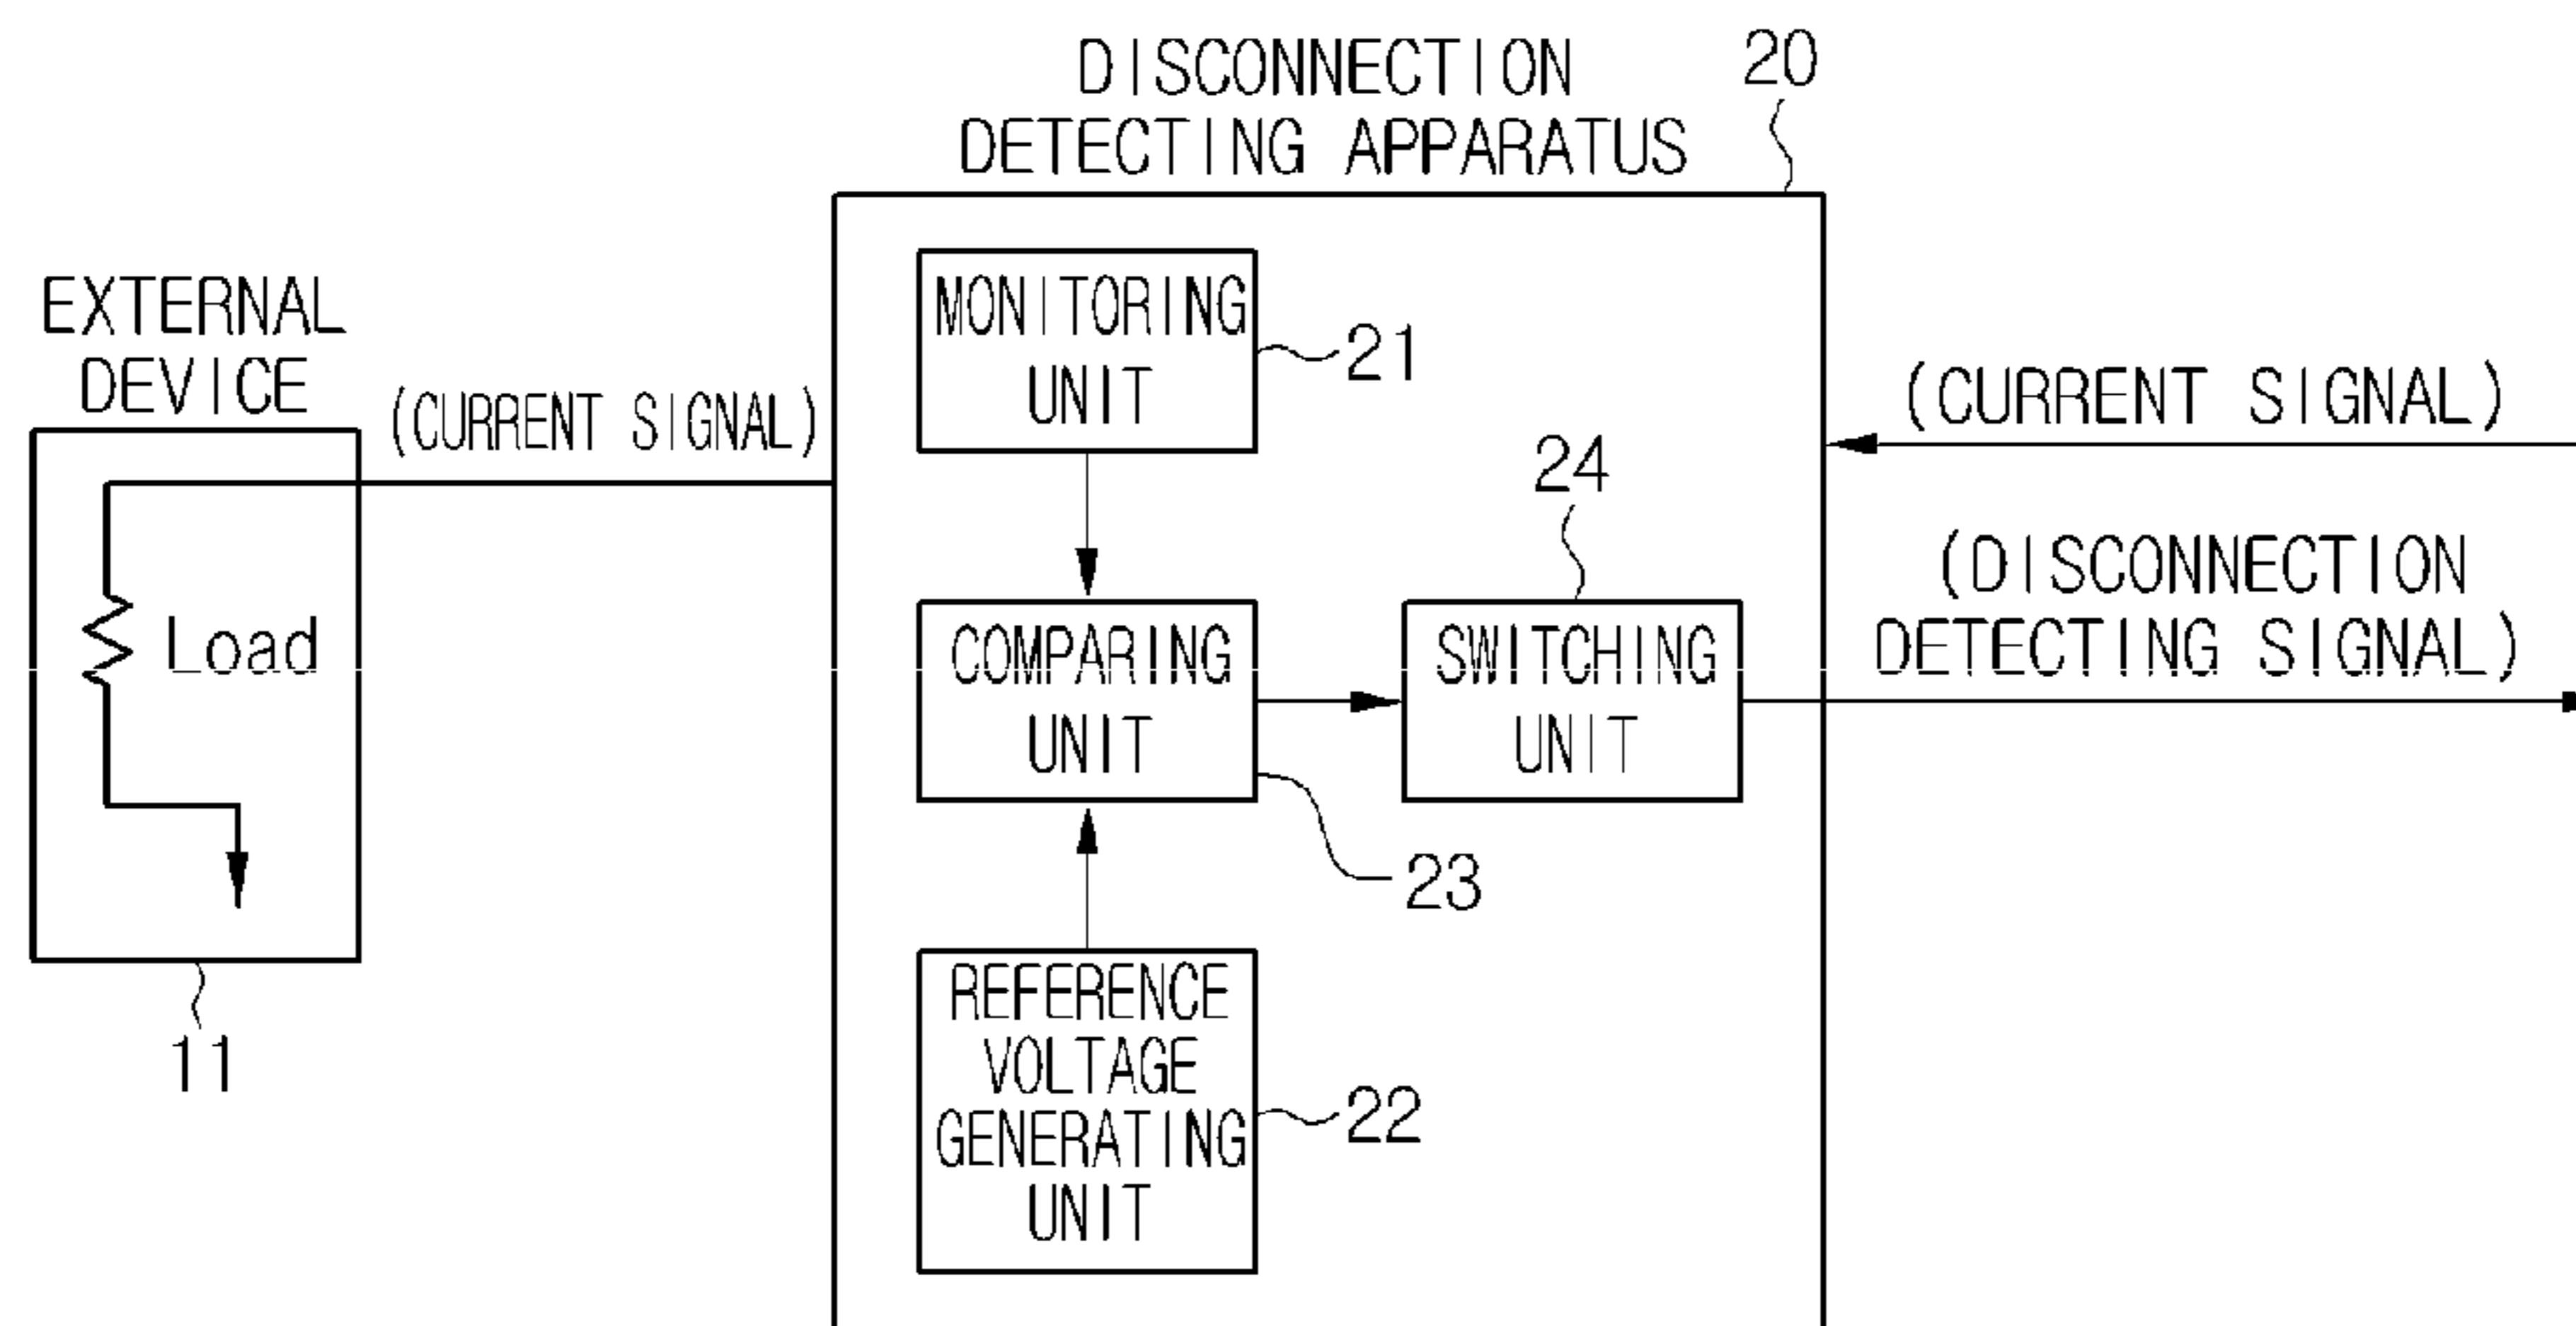 DISCONNECTION
DETECTING APPARATUS
20
EXTERNAL
DEVICE
(CURRENT SIGNAL)
MONITORING
UNIT
21
(CURRENT SIGNAL)
24
(DISCONNECTION
DETECTING SIGNAL)
Load
COMPARING
UNIT
SWITCHING
UNIT
23
11
REFERENCE
VOLTAGE
GENERATING
UNIT
22